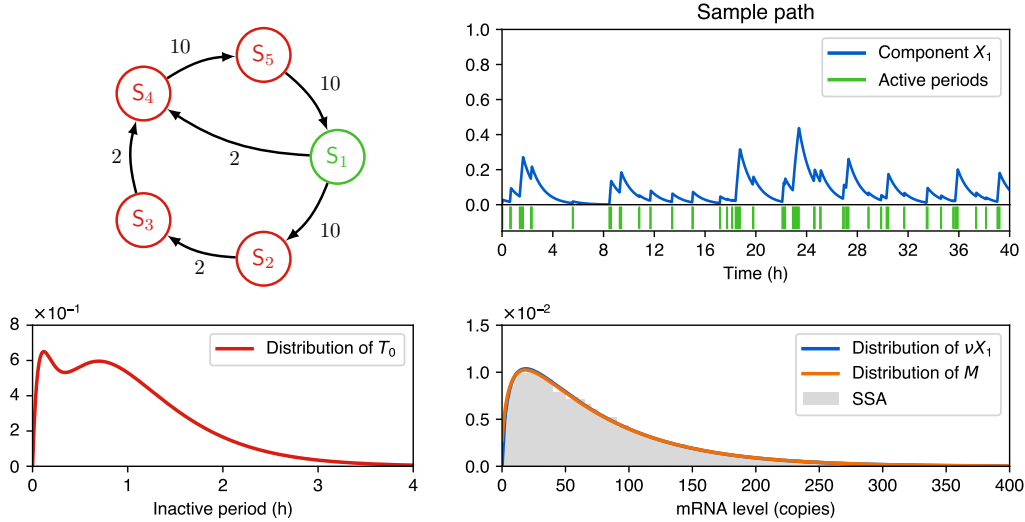 10
S₅
10
S₄
2
S₁
2
S₃
10
2
S₂
Sample path
1.0
0.8
0.6
0.4
0.2
0.0
Component X₁
Active periods
0 4 8 12 16 20 24 28 32 36 40
Time (h)
×10⁻¹
8
6
4
2
0
Distribution of T₀
0 1 2 3 4
Inactive period (h)
×10⁻²
1.5
1.0
0.5
0.0
Distribution of νX₁
Distribution of M
SSA
0 50 100 150 200 250 300 350 400
mRNA level (copies)